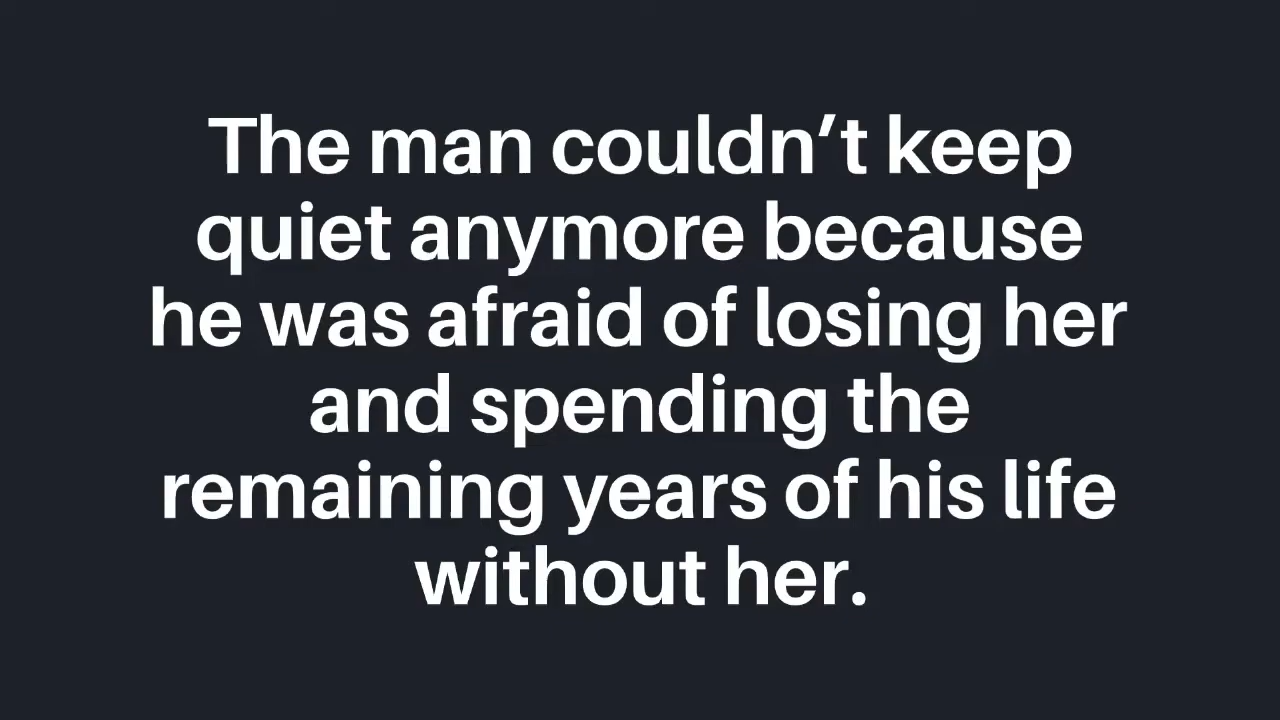 The man couldn’t keep
quiet anymore because
he was afraid of losing her
and spending the
remaining years of his life
without her.